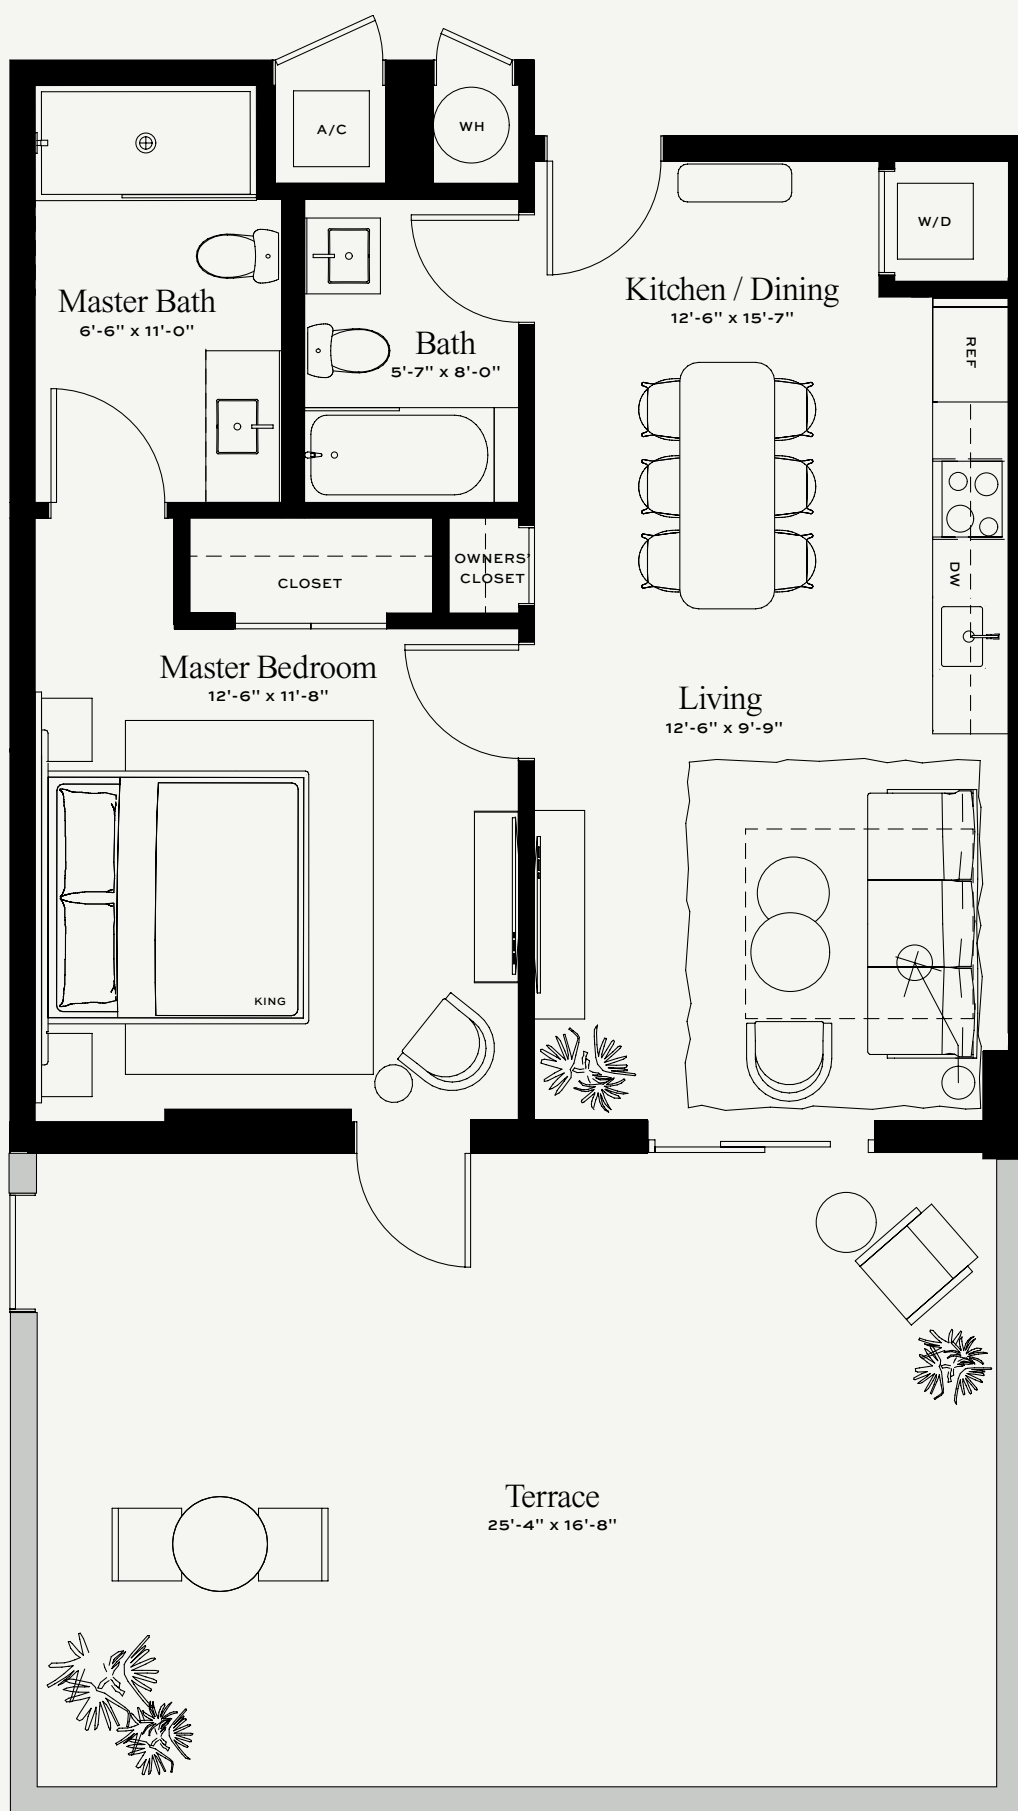 A/C
WH
W/D
Master Bath
6'-6" x 11'-0"
Kitchen / Dining
12'-6" x 15'-7"
Bath
5'-7" x 8'-0"
REF
OWNERS'
CLOSET
CLOSET
DW
Master Bedroom
12'-6" x 11'-8"
Living
12'-6" x 9'-9"
KING
Terrace
25'-4" x 16'-8"